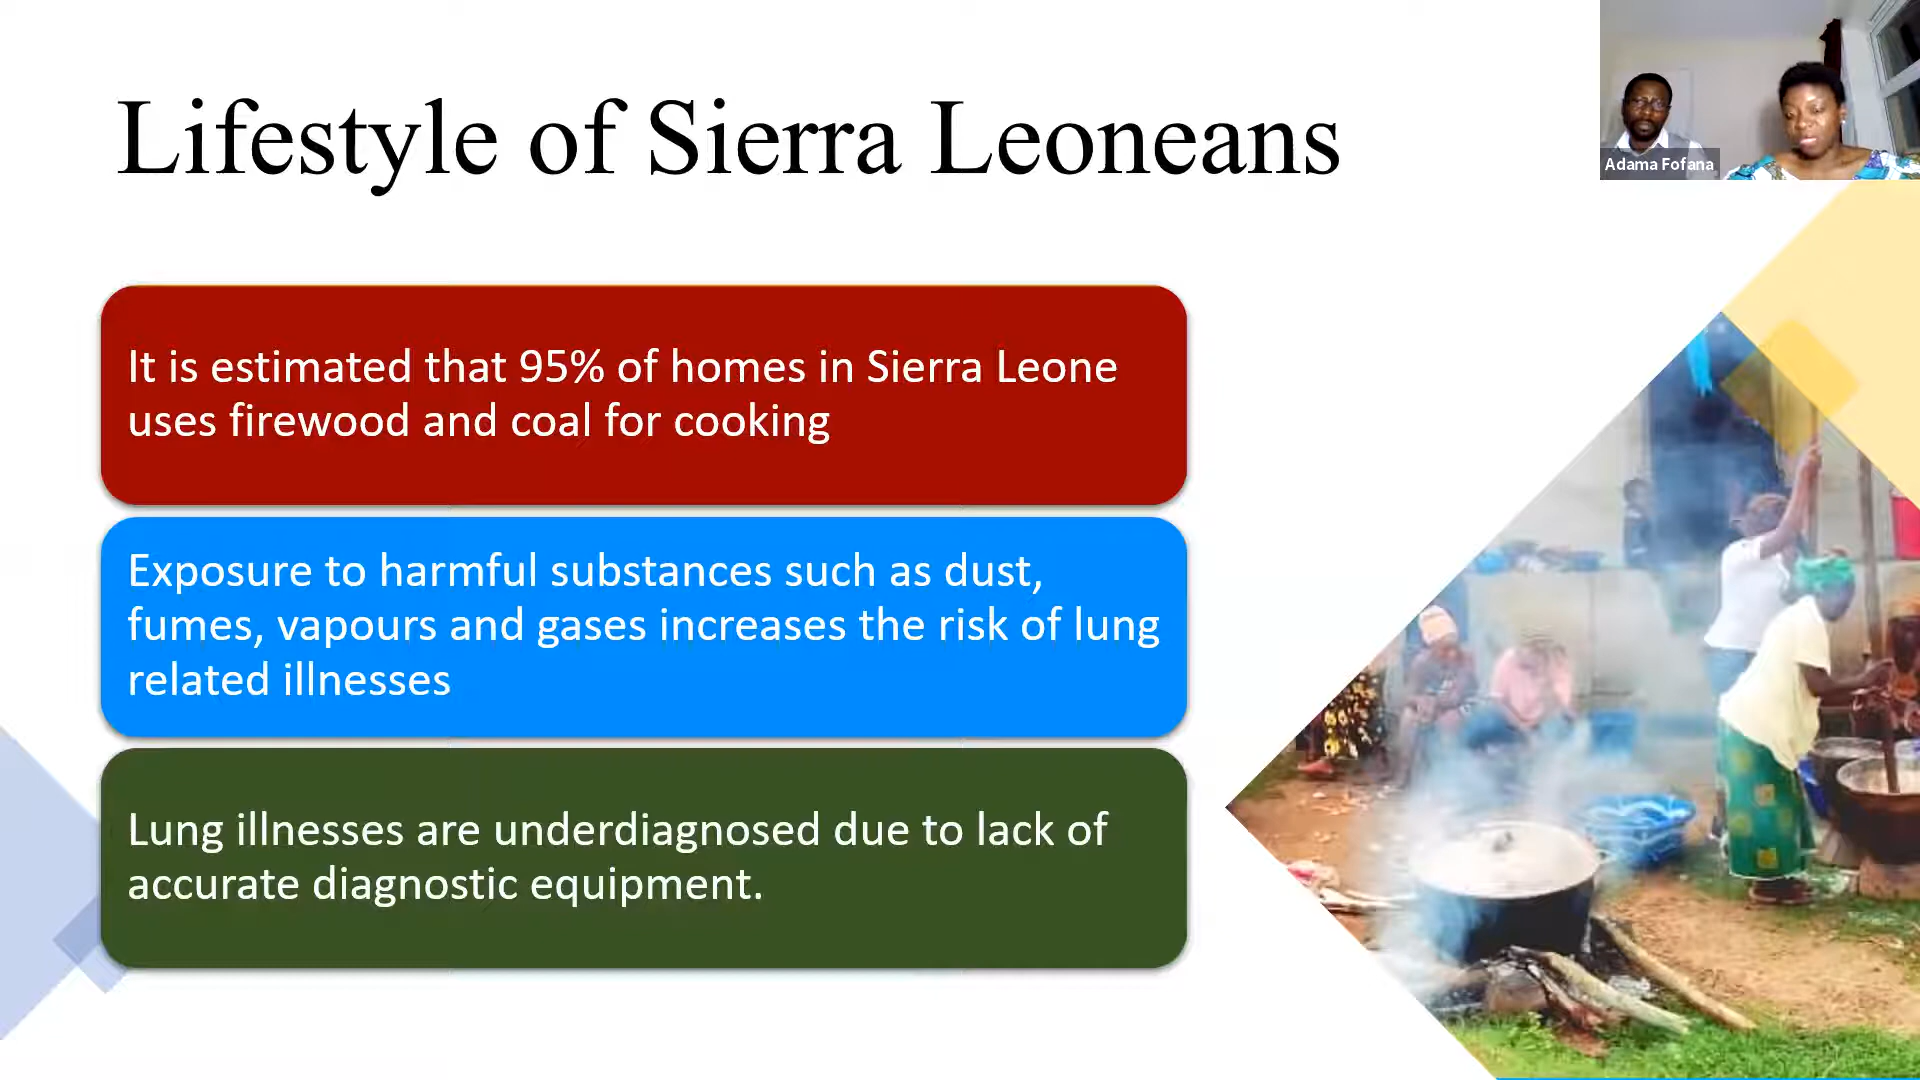 Lifestyle of Sierra Leoneans
Adama Fofana
It is estimated that 95% of homes in Sierra Leone
uses firewood and coal for cooking
Exposure to harmful substances such as dust,
fumes, vapours and gases increases the risk of lung
related illnesses
Lung illnesses are underdiagnosed due to lack of
accurate diagnostic equipment.